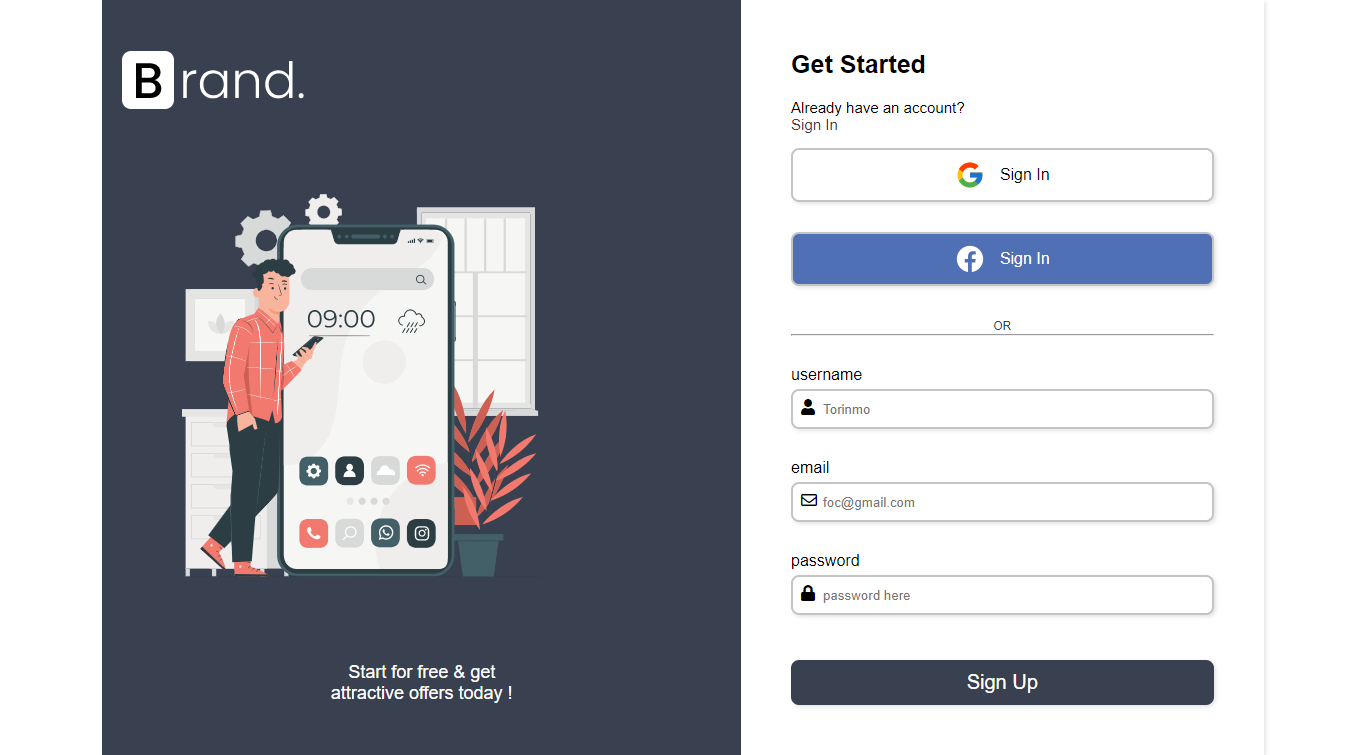 Brand.
09:00
Start for free & get
attractive offers today !
Get Started
Already have an account?
Sign In
Sign In
Sign In
OR
username
Torinmo
email
foc@gmail.com
password
password here
Sign Up